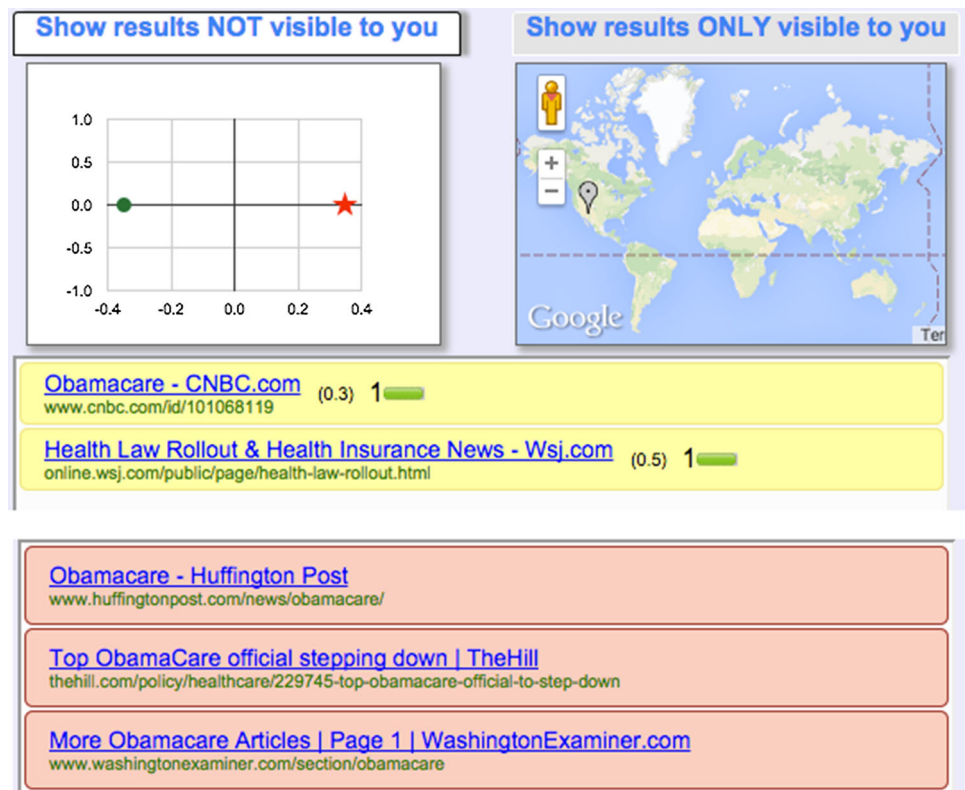 Show results NOT visible to you
Show results ONLY visible to you
1.0
0.5
0.0
-0.5
-1.0
-0.4 -0.2 0.0 0.2 0.4
+
−
Google
Ter
Obamacare - CNBC.com (0.3) 1
www.cnbc.com/id/101068119
Health Law Rollout & Health Insurance News - Wsj.com (0.5) 1
online.wsj.com/public/page/health-law-rollout.html
Obamacare - Huffington Post
www.huffingtonpost.com/news/obamacare/
Top ObamaCare official stepping down | TheHill
thehill.com/policy/healthcare/229745-top-obamacare-official-to-step-down
More Obamacare Articles | Page 1 | WashingtonExaminer.com
www.washingtonexaminer.com/section/obamacare